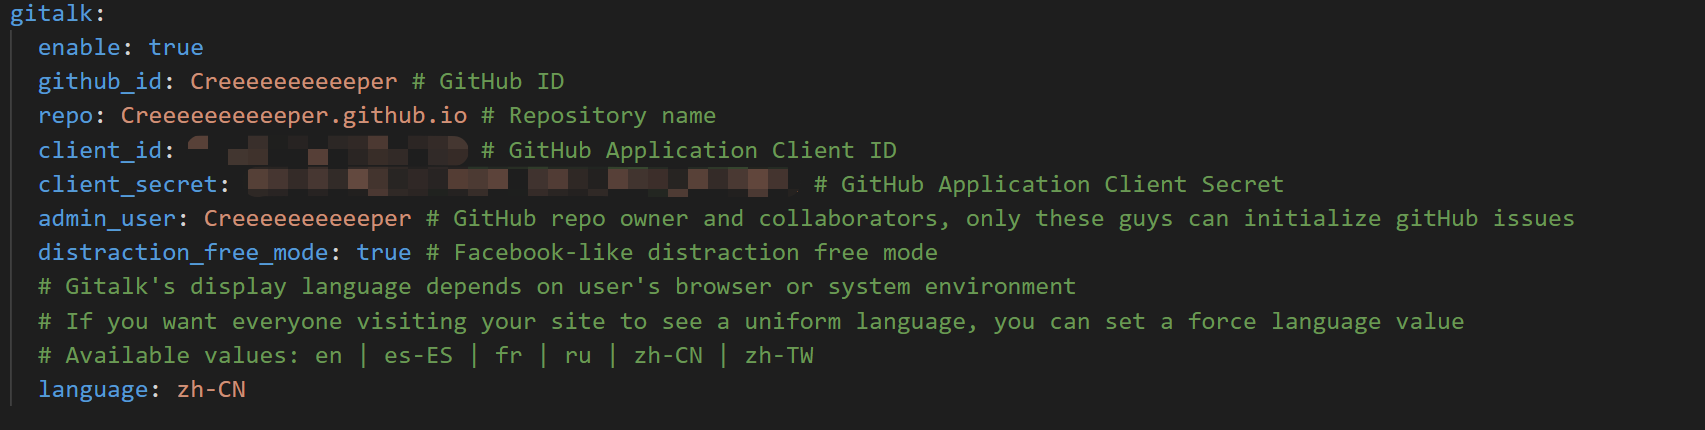 gitalk:
enable: true
github_id: Creeeeeeeeeeper # GitHub ID
repo: Creeeeeeeeeeper.github.io # Repository name
client_id: # GitHub Application Client ID
client_secret: # GitHub Application Client Secret
admin_user: Creeeeeeeeeeper # GitHub repo owner and collaborators, only these guys can initialize gitHub issues
distraction_free_mode: true # Facebook-like distraction free mode
# Gitalk's display language depends on user's browser or system environment
# If you want everyone visiting your site to see a uniform language, you can set a force language value
# Available values: en | es-ES | fr | ru | zh-CN | zh-TW
language: zh-CN